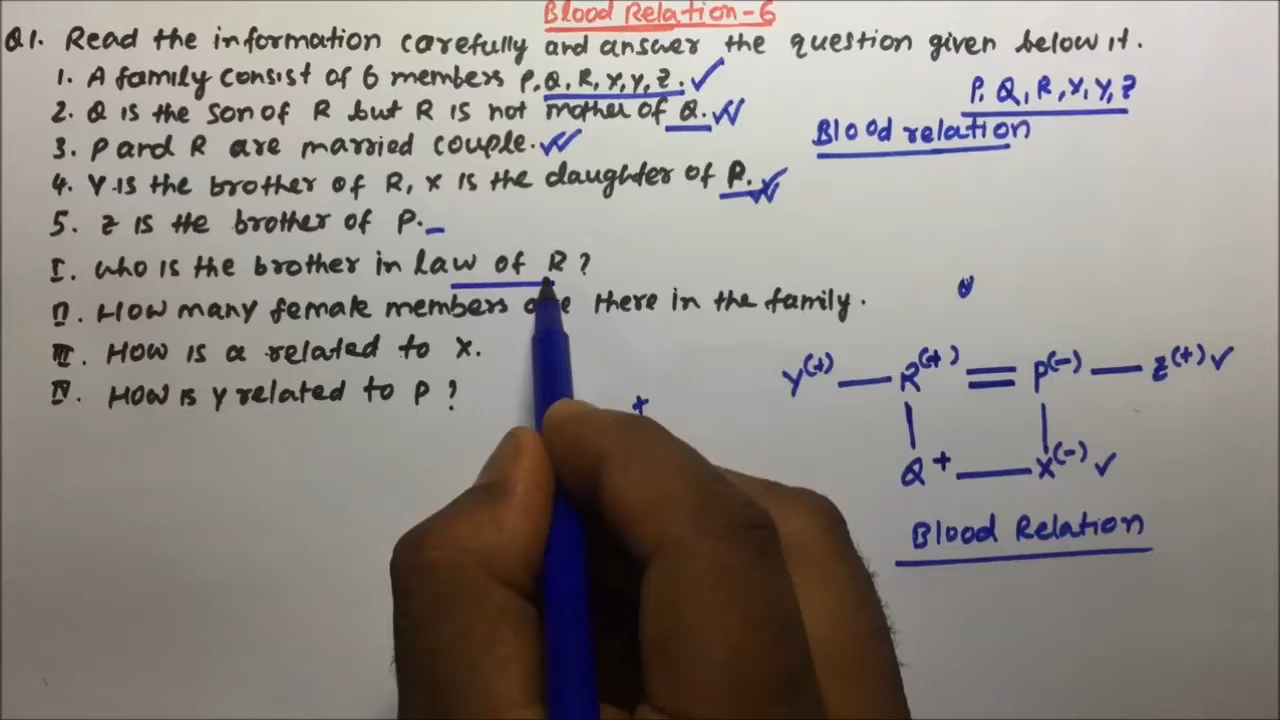 Blood Relation-6
Q1. Read the information carefully and answer the question given below it.
1. A family consist of 6 members P,Q,R,X,Y,Z.
P, Q, R, X, Y, Z
2. Q is the son of R but R is not mother of Q.
Blood relation
3. P and R are married couple.
4. Y is the brother of R, X is the daughter of P.
5. Z is the brother of P.
I. Who is the brother in law of R?
II. How many female members there in the family.
III. How is Q related to X.
IV. How is Y related to P?
+
Y(+) — R(+) = P(-) — Z(+)
Q + — X(-)
Blood Relation